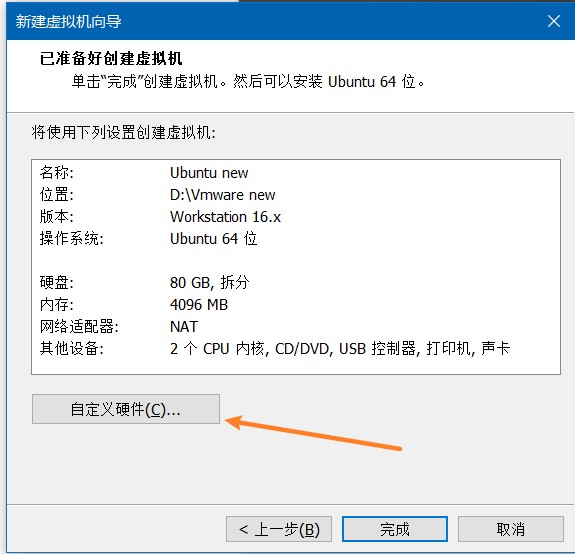 新建虚拟机向导
已准备好创建虚拟机
单击“完成”创建虚拟机。然后可以安装 Ubuntu 64 位。
将使用下列设置创建虚拟机:
名称: Ubuntu new
位置: D:\Vmware new
版本: Workstation 16.x
操作系统: Ubuntu 64 位
硬盘: 80 GB, 拆分
内存: 4096 MB
网络适配器: NAT
其他设备: 2 个 CPU 内核, CD/DVD, USB 控制器, 打印机, 声卡
自定义硬件(C)...
< 上一步(B) 完成 取消